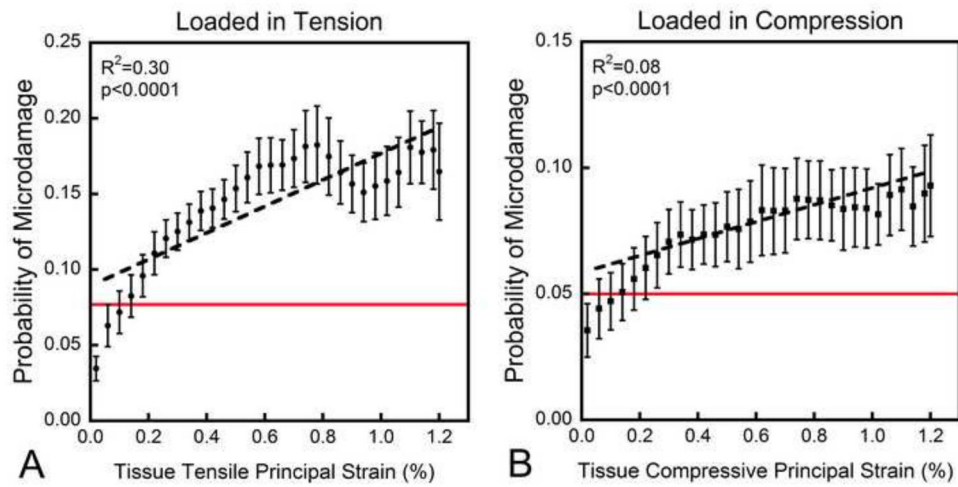 Loaded in Tension
R²=0.30
p<0.0001
Probability of Microdamage
0.25
0.20
0.15
0.10
0.05
0.00
0.0 0.2 0.4 0.6 0.8 1.0 1.2
Tissue Tensile Principal Strain (%)
A
Loaded in Compression
R²=0.08
p<0.0001
Probability of Microdamage
0.15
0.10
0.05
0.00
0.0 0.2 0.4 0.6 0.8 1.0 1.2
Tissue Compressive Principal Strain (%)
B